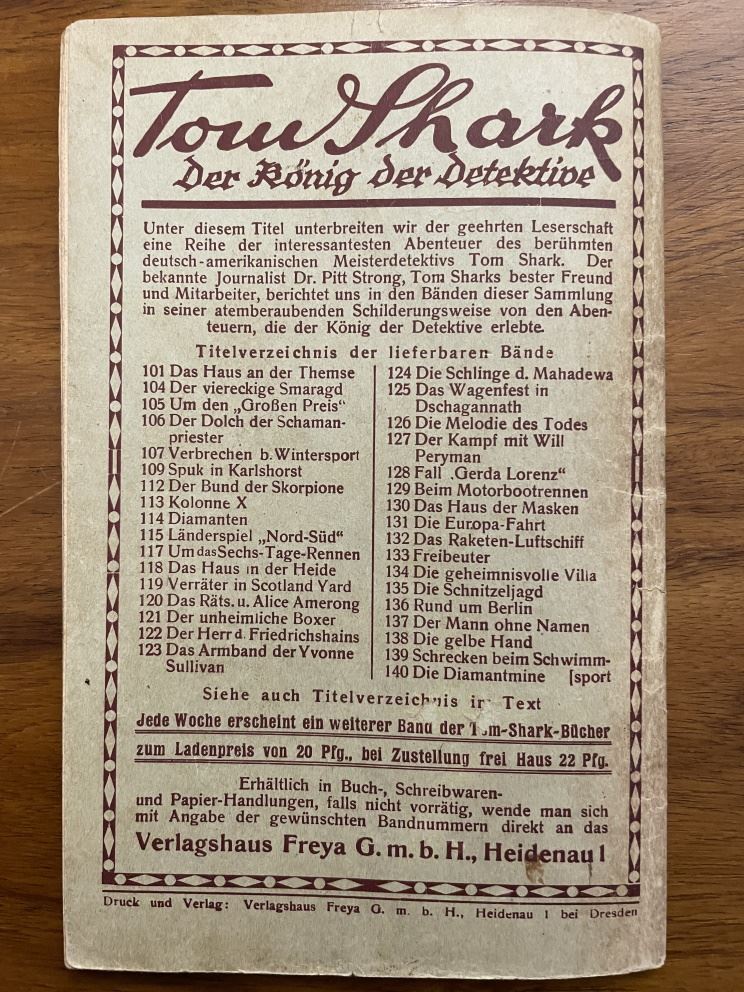 Tom Shark
Der König der Detektive
Unter diesem Titel unterbreiten wir der geehrten Leserschaft
eine Reihe der interessantesten Abenteuer des berühmten
deutsch-amerikanischen Meisterdetektivs Tom Shark. Der
bekannte Journalist Dr. Pitt Strong, Tom Sharks bester Freund
und Mitarbeiter, berichtet uns in den Bänden dieser Sammlung
in seiner atemberaubenden Schilderungsweise von den Aben-
teuern, die der König der Detektive erlebte.
Titelverzeichnis der lieferbaren Bände
101 Das Haus an der Themse
104 Der viereckige Smaragd
105 Um den „Großen Preis“
106 Der Dolch der Schaman-
priester
107 Verbrechen b. Wintersport
109 Spuk in Karlshorst
112 Der Bund der Skorpione
113 Kolonne X
114 Diamanten
115 Länderspiel „Nord-Süd“
117 Um das Sechs-Tage-Rennen
118 Das Haus in der Heide
119 Verräter in Scotland Yard
120 Das Räts. u. Alice Amerong
121 Der unheimliche Boxer
122 Der Herr d. Friedrichshains
123 Das Armband der Yvonne
Sullivan
124 Die Schlinge d. Mahadewa
125 Das Wagenfest in
Dschagannath
126 Die Melodie des Todes
127 Der Kampf mit Will
Peryman
128 Fall „Gerda Lorenz“
129 Beim Motorbootrennen
130 Das Haus der Masken
131 Die Europa-Fahrt
132 Das Raketen-Luftschiff
133 Freibeuter
134 Die geheimnisvolle Villa
135 Die Schnitzeljagd
136 Rund um Berlin
137 Der Mann ohne Namen
138 Die gelbe Hand
139 Schrecken beim Schwimm-
140 Die Diamantmine [sport
Siehe auch Titelverzeichnis im Text
Jede Woche erscheint ein weiterer Band der Tom-Shark-Bücher
zum Ladenpreis von 20 Pfg., bei Zustellung frei Haus 22 Pfg.
Erhältlich in Buch-, Schreibwaren-
und Papier-Handlungen, falls nicht vorrätig, wende man sich
mit Angabe der gewünschten Bandnummern direkt an das
Verlagshaus Freya G. m. b. H., Heidenau 1
Druck und Verlag: Verlagshaus Freya G. m. b. H., Heidenau 1 bei Dresden